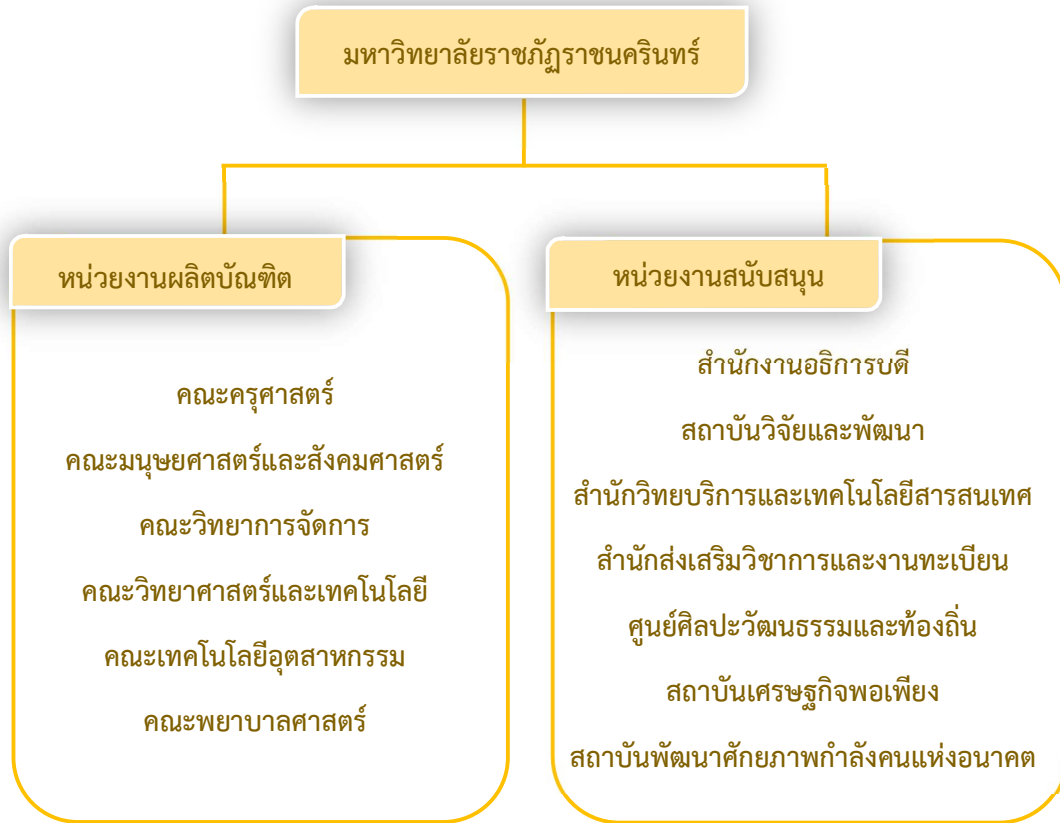 มหาวิทยาลัยราชภัฏราชนครินทร์
หน่วยงานผลิตบัณฑิต
คณะครุศาสตร์
คณะมนุษยศาสตร์และสังคมศาสตร์
คณะวิทยาการจัดการ
คณะวิทยาศาสตร์และเทคโนโลยี
คณะเทคโนโลยีอุตสาหกรรม
คณะพยาบาลศาสตร์
หน่วยงานสนับสนุน
สำนักงานอธิการบดี
สถาบันวิจัยและพัฒนา
สำนักวิทยบริการและเทคโนโลยีสารสนเทศ
สำนักส่งเสริมวิชาการและงานทะเบียน
ศูนย์ศิลปะวัฒนธรรมและท้องถิ่น
สถาบันเศรษฐกิจพอเพียง
สถาบันพัฒนาศักยภาพกำลังคนแห่งอนาคต